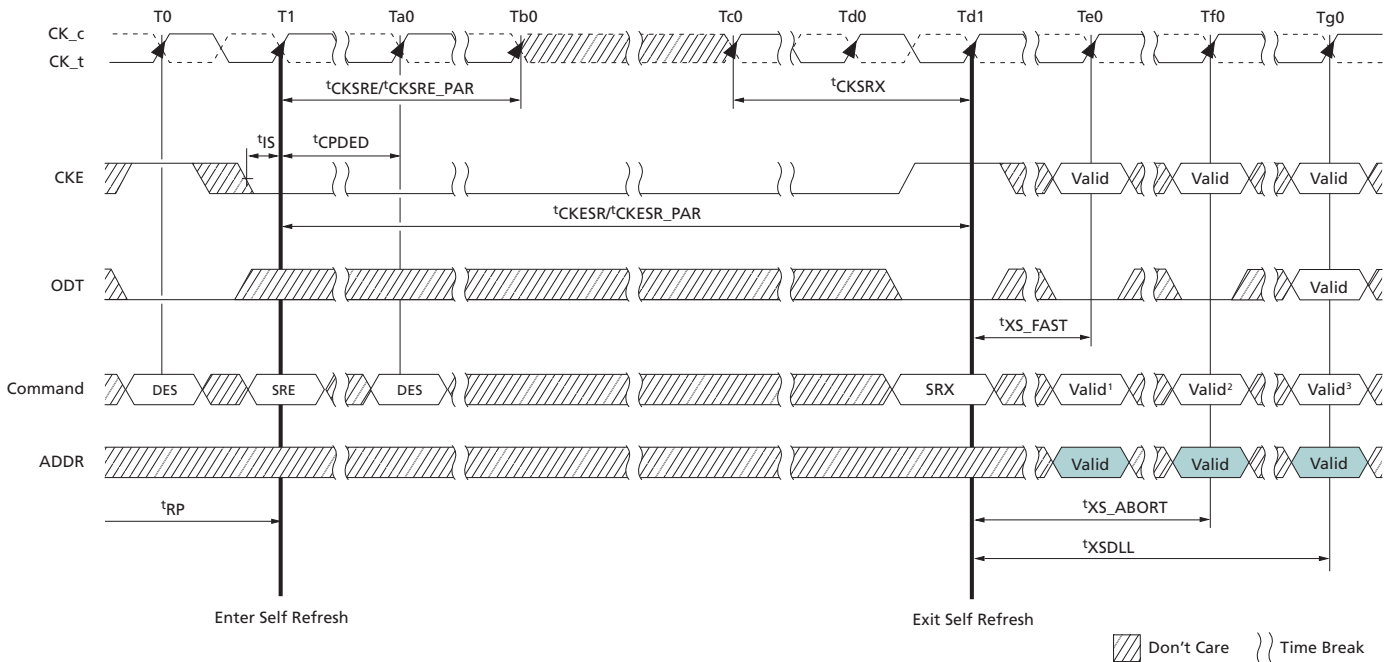 T0 T1 Ta0 Tb0 Tc0 Td0 Td1 Te0 Tf0 Tg0
CK_c
CK_t
tCKSRE/tCKSRE_PAR tCKSRX
tIS tCPDED
CKE Valid Valid Valid
tCKESR/tCKESR_PAR
ODT Valid
tXS_FAST
Command DES SRE DES SRX Valid1 Valid2 Valid3
ADDR Valid Valid Valid
tRP tXS_ABORT
tXSDLL
Enter Self Refresh Exit Self Refresh
Don't Care Time Break